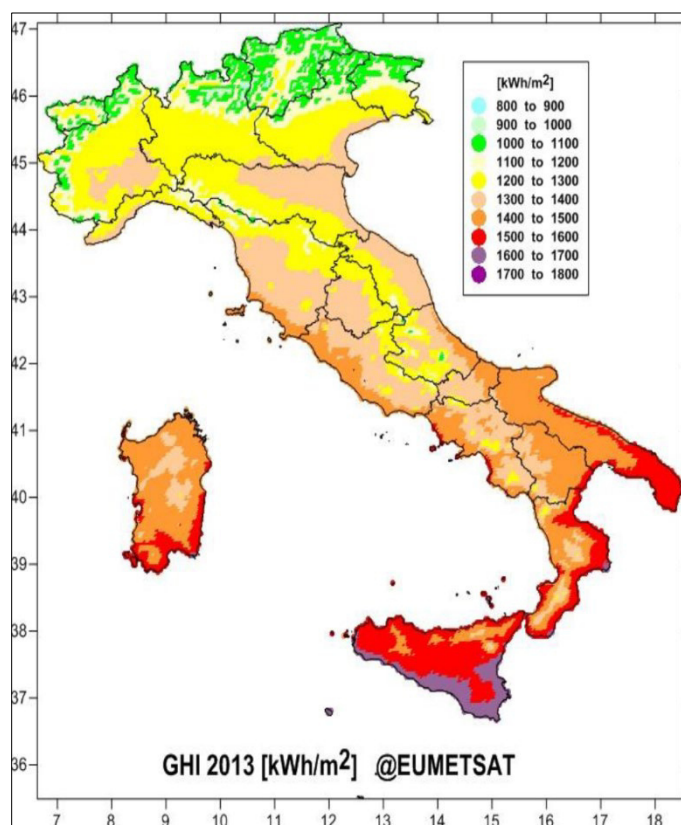 47
46
45
44
43
42
41
40
39
38
37
36
[kWh/m²]
800 to 900
900 to 1000
1000 to 1100
1100 to 1200
1200 to 1300
1300 to 1400
1400 to 1500
1500 to 1600
1600 to 1700
1700 to 1800
GHI 2013 [kWh/m²] @EUMETSAT
7 8 9 10 11 12 13 14 15 16 17 18